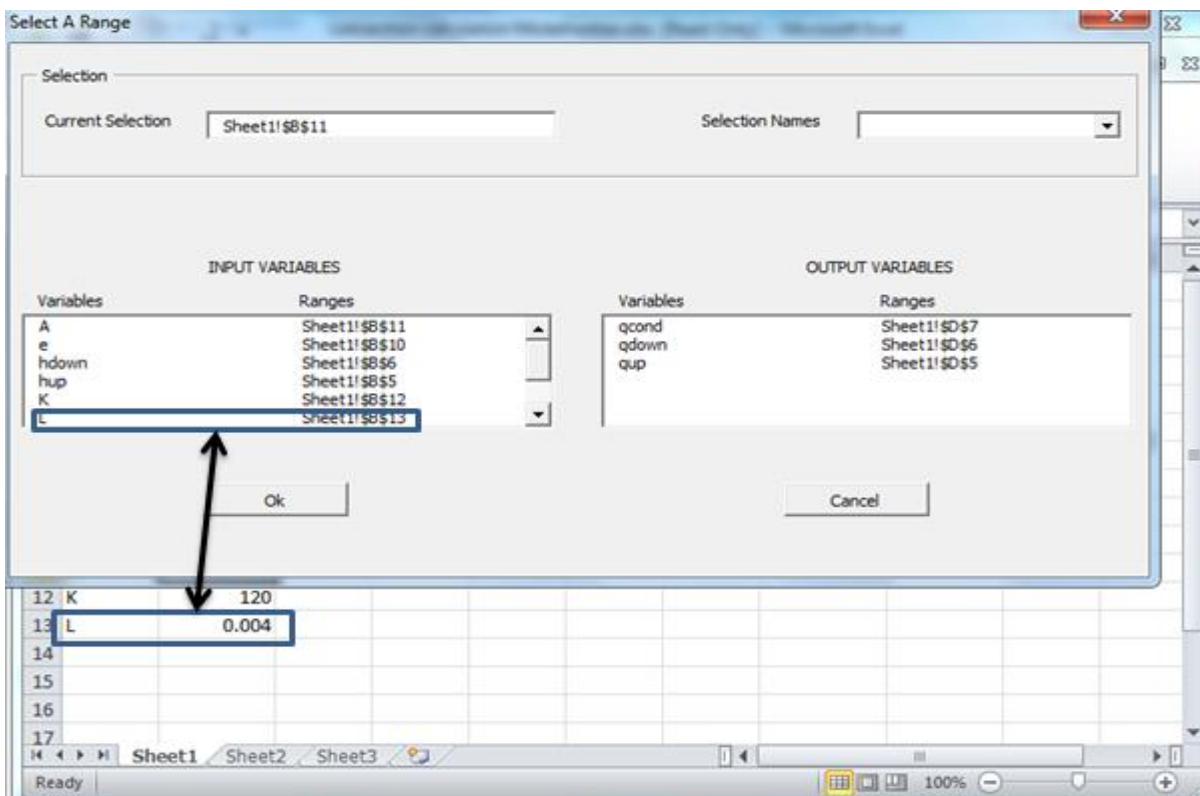 Select A Range
Selection
Current Selection Sheet1!$B$11 Selection Names
INPUT VARIABLES OUTPUT VARIABLES
Variables Ranges Variables Ranges
A Sheet1!$B$11 qcond Sheet1!$D$7
e Sheet1!$B$10 qdown Sheet1!$D$6
hdown Sheet1!$B$6 qup Sheet1!$D$5
hup Sheet1!$B$5
K Sheet1!$B$12
L Sheet1!$B$13
Ok Cancel
12 K 120
13 L 0.004
14
15
16
17
Sheet1 Sheet2 Sheet3
Ready 100%